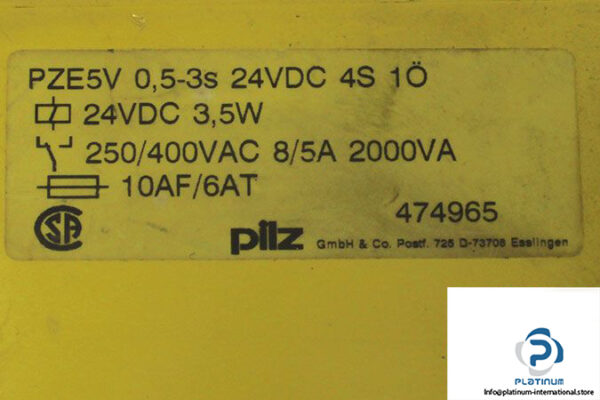 PZE5V 0,5-3s 24VDC 4S 1Ö
24VDC 3,5W
250/400VAC 8/5A 2000VA
10AF/6AT
474965
CSA
pilz GmbH & Co. Postf. 725 D-73708 Esslingen
PLATINUM
info@platinum-international.store